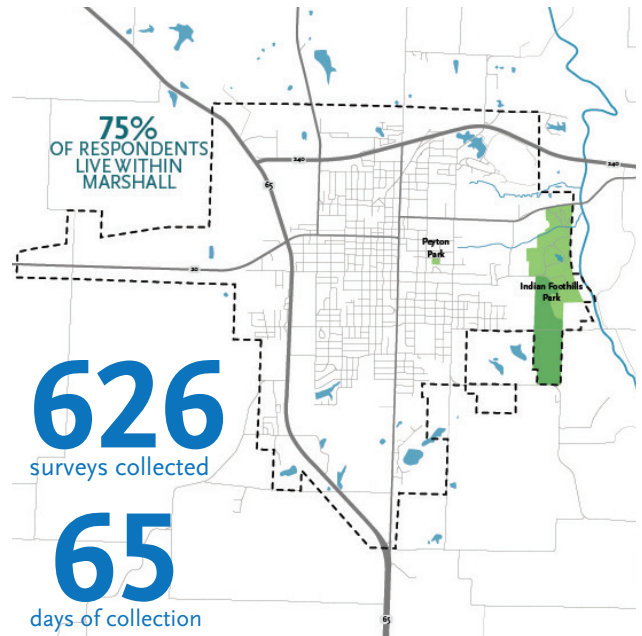 75%
OF RESPONDENTS
LIVE WITHIN
MARSHALL
240
240
65
20
Peyton
Park
Indian Foothills
Park
626
surveys collected
65
days of collection
65